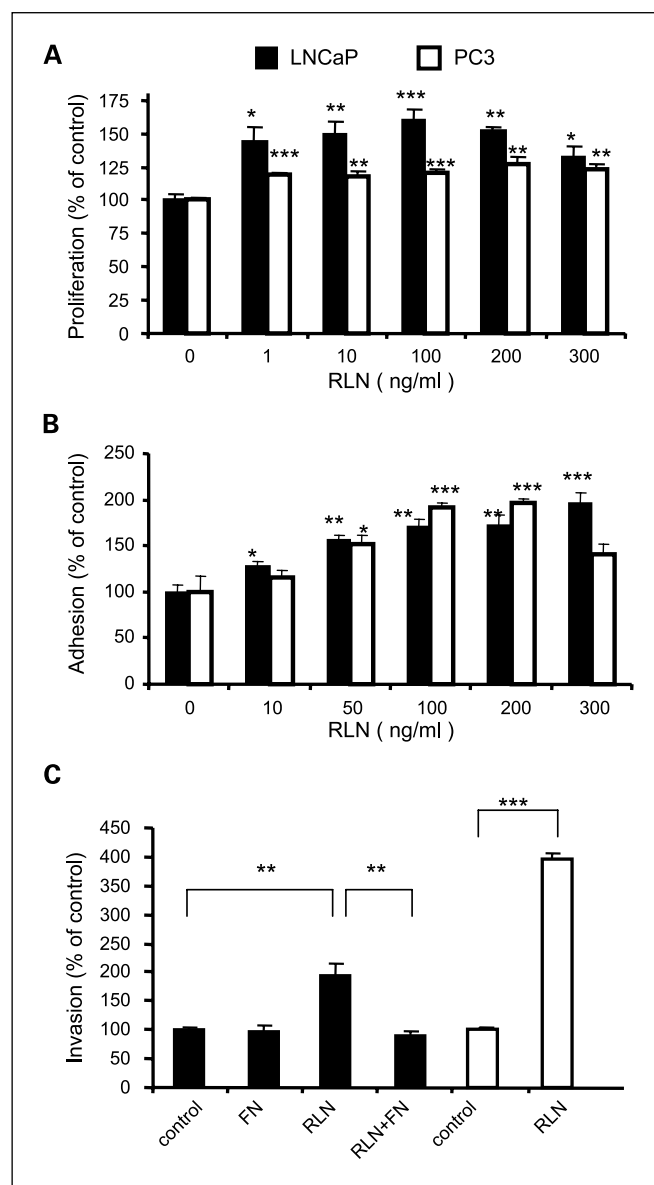 A
LNCaP PC3
Proliferation (% of control)
175
150
125
100
75
50
25
0
* *** ** ** *** *** ** ** * **
0 1 10 100 200 300
RLN ( ng/ml )
B
Adhesion (% of control)
250
200
150
100
50
0
* ** * ** *** ** *** ***
0 10 50 100 200 300
RLN ( ng/ml )
C
Invasion (% of control)
450
400
350
300
250
200
150
100
50
0
** ** ***
control FN RLN RLN+FN control RLN